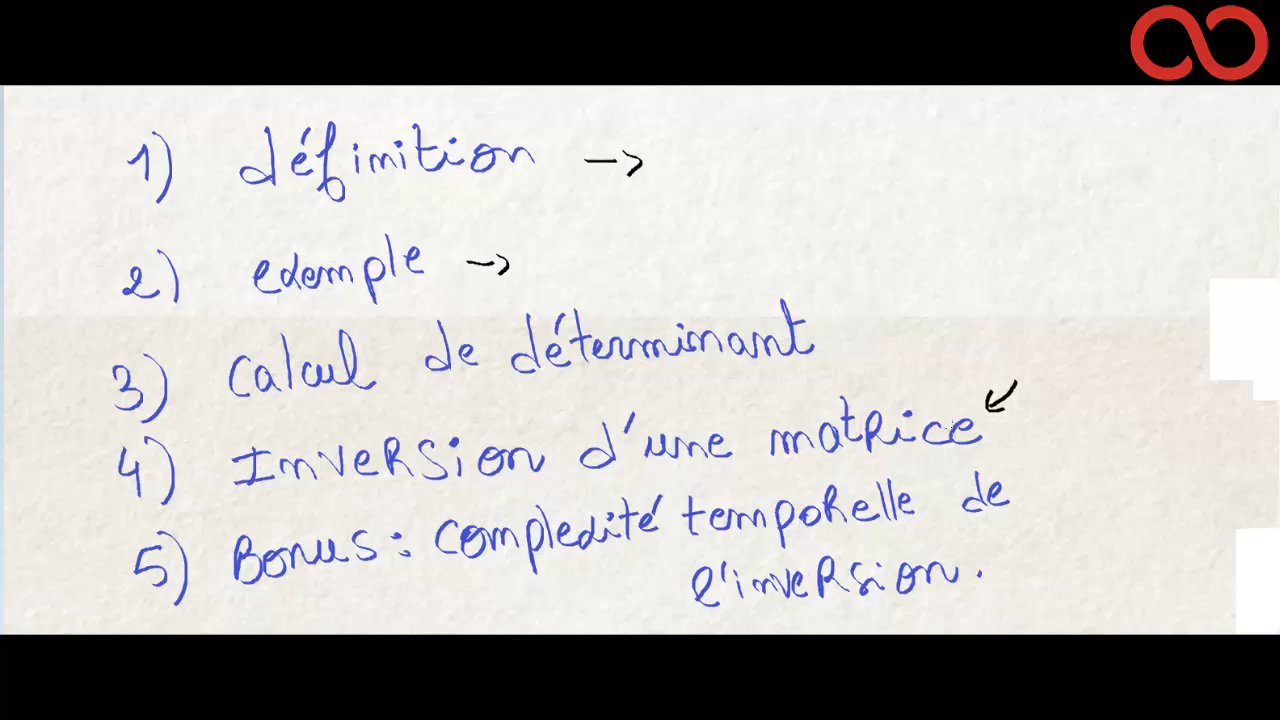 1) définition ->
2) exemple ->
3) Calcul de déterminant
4) Inversion d'une matrice
5) Bonus : complexité temporelle de
l'inversion.